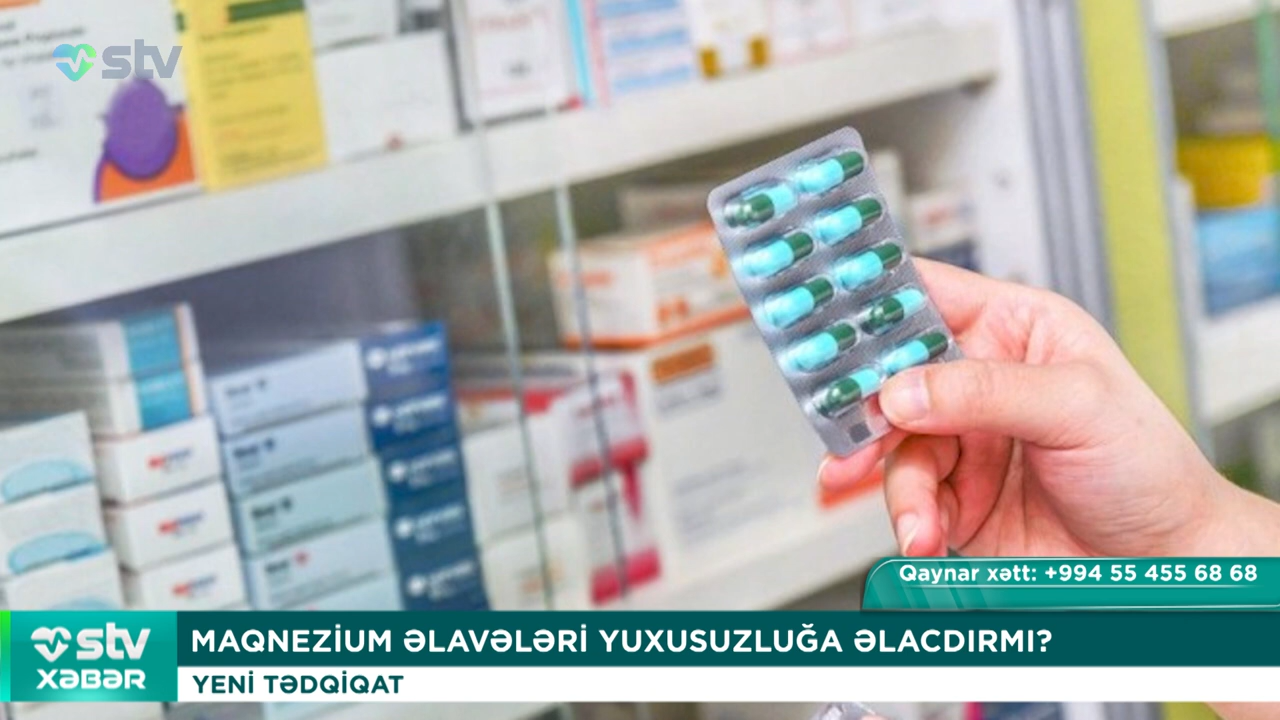 stv
Qaynar xətt: +994 55 455 68 68
stv
XƏBƏR
MAQNEZİUM ƏLAVƏLƏRİ YUXUSUZLUĞA ƏLACDIRMI?
YENİ TƏDQİQAT